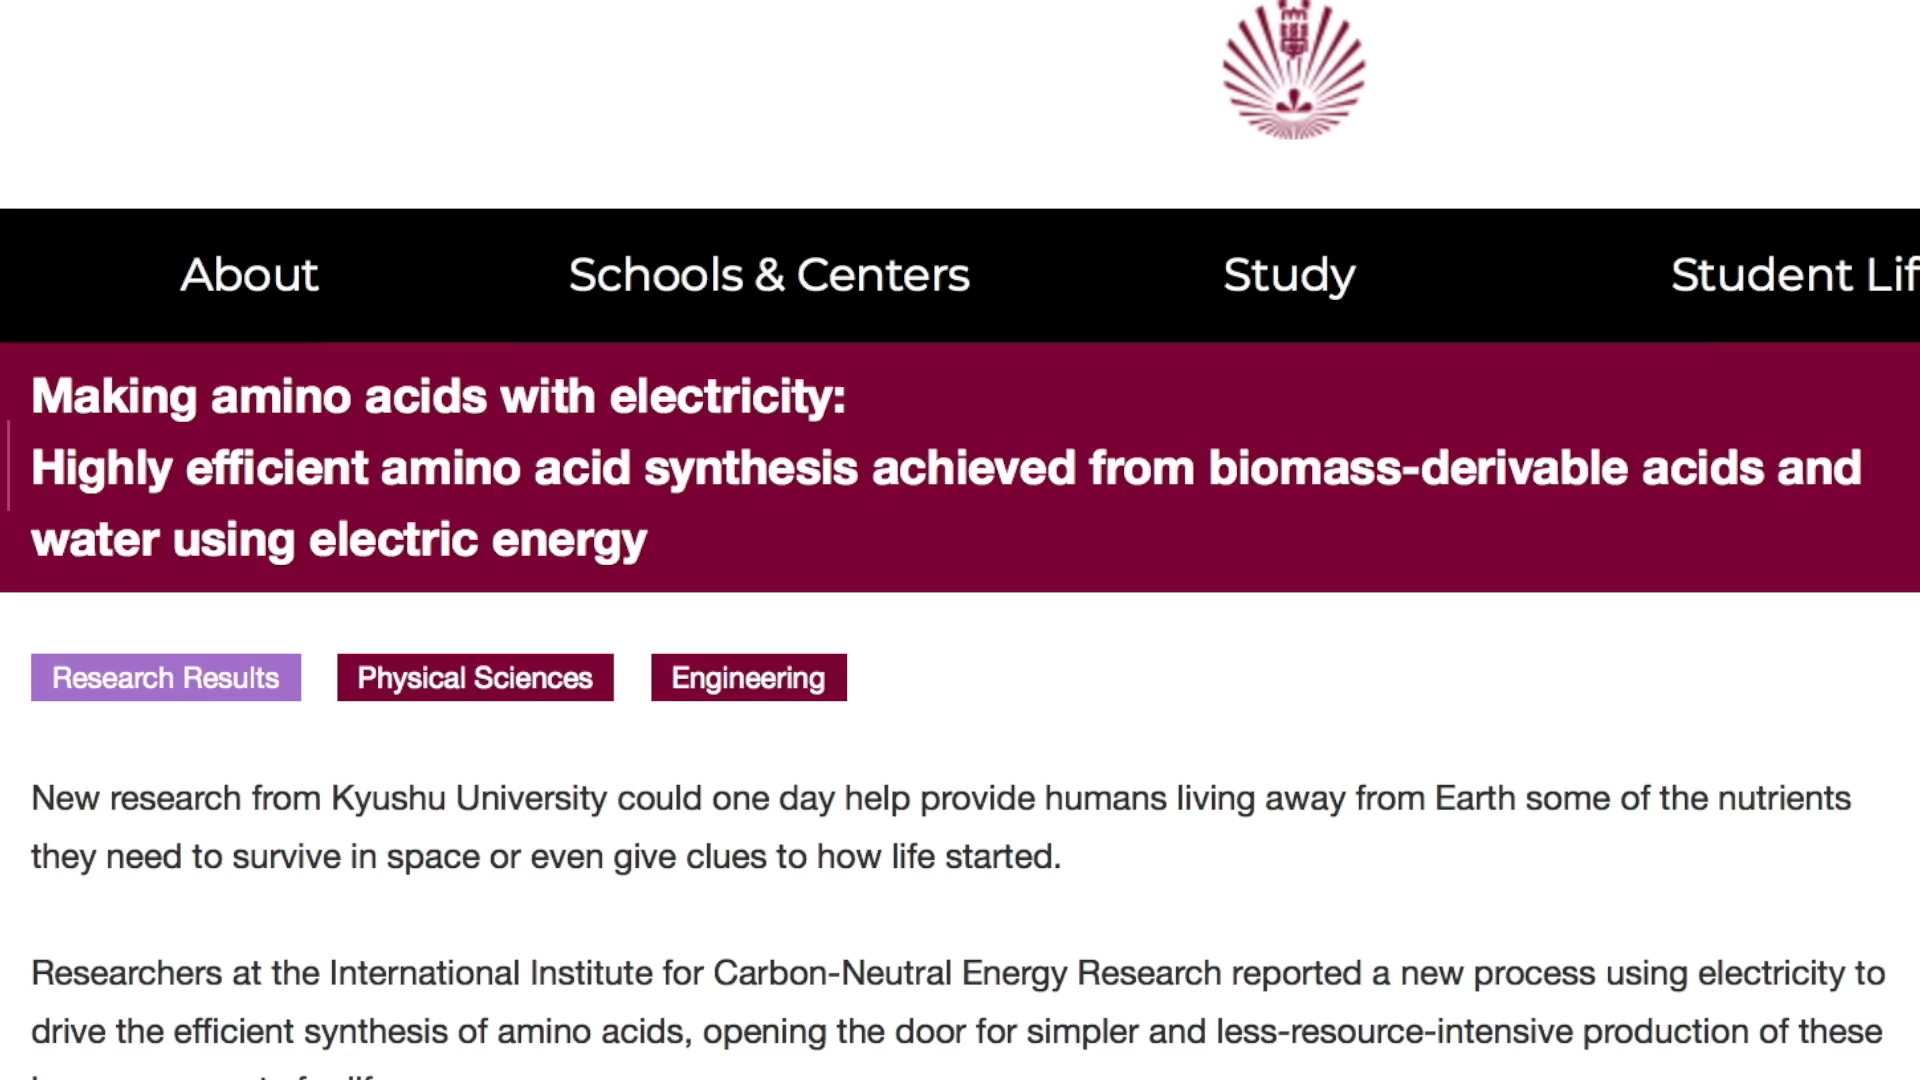 About
Schools & Centers
Study
Student Lif
Making amino acids with electricity:
Highly efficient amino acid synthesis achieved from biomass-derivable acids and
water using electric energy
Research Results
Physical Sciences
Engineering
New research from Kyushu University could one day help provide humans living away from Earth some of the nutrients
they need to survive in space or even give clues to how life started.
Researchers at the International Institute for Carbon-Neutral Energy Research reported a new process using electricity to
drive the efficient synthesis of amino acids, opening the door for simpler and less-resource-intensive production of these